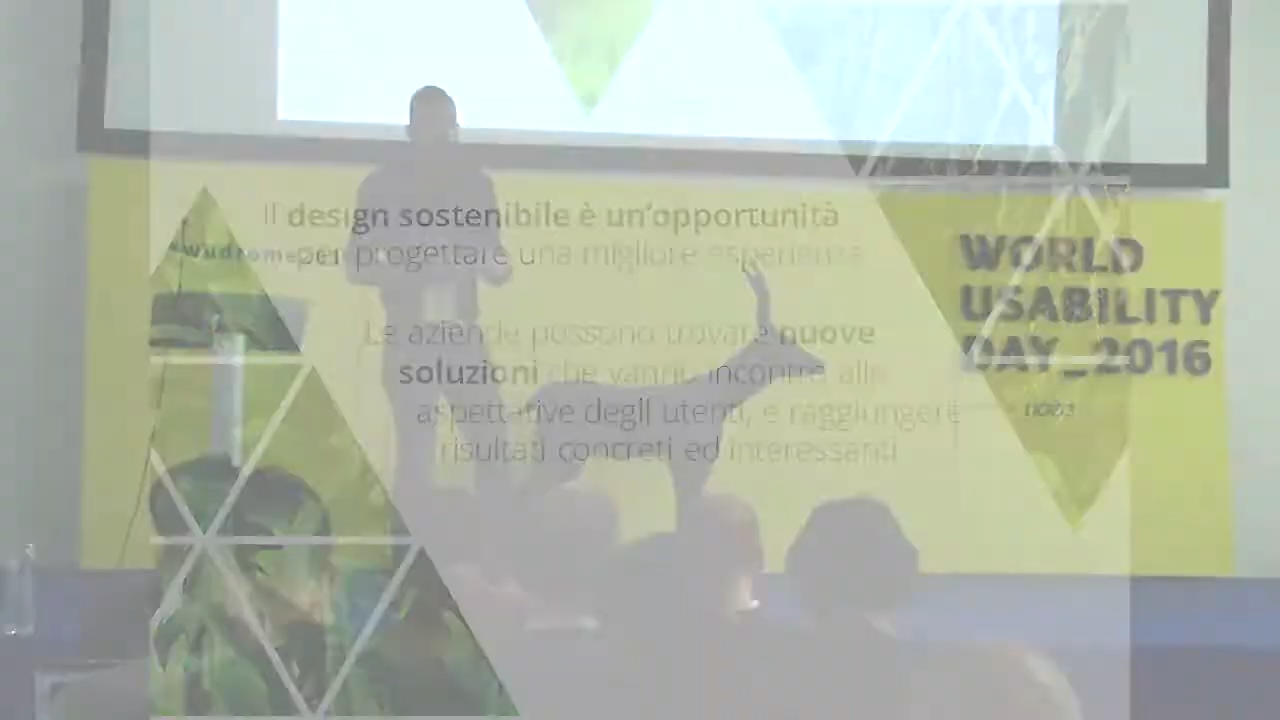 Il design sostenibile è un'opportunità
per progettare una migliore esperienza
Le aziende possono trovare nuove
soluzioni che vanno incontro alle
aspettative degli utenti, e raggiungere
risultati concreti ed interessanti
WORLD
USABILITY
DAY_2016